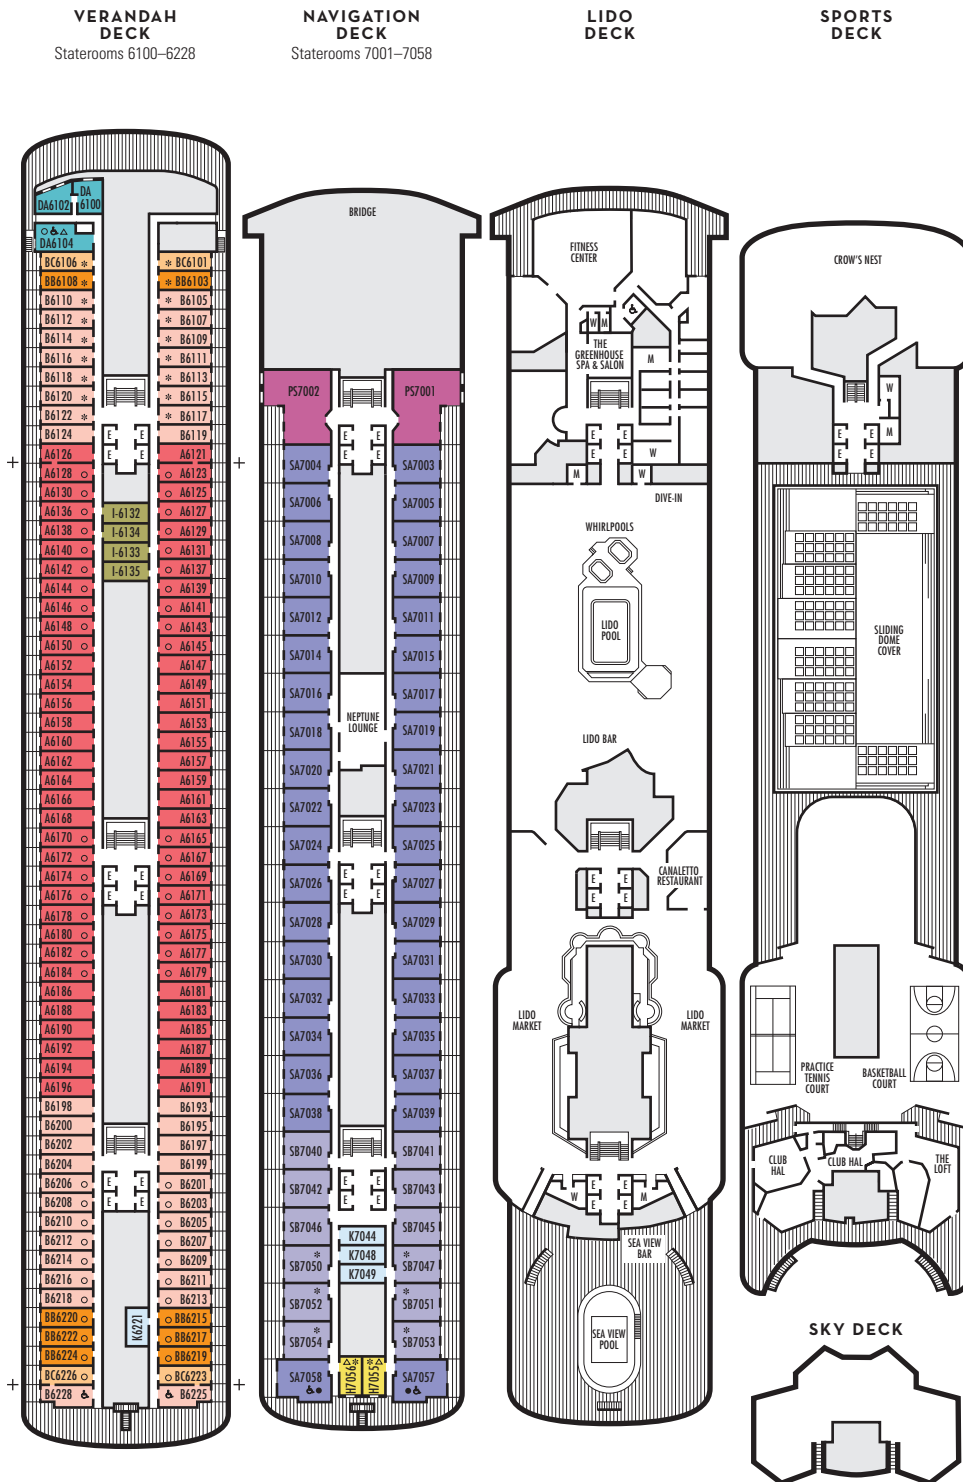 VERANDAH
DECK
Staterooms 6100–6228
NAVIGATION
DECK
Staterooms 7001–7058
LIDO
DECK
SPORTS
DECK
DA6102
DA
6100
DA6104
BC6106 *
BB6108 *
B6110 *
B6112 *
B6114 *
B6116 *
B6118 *
B6120 *
B6122 *
B6124
A6126
A6128
A6130
A6136
A6138
A6140
A6142
A6144
A6146
A6148
A6150
A6152
A6154
A6156
A6158
A6160
A6162
A6164
A6166
A6168
A6170
A6172
A6174
A6176
A6178
A6180
A6182
A6184
A6186
A6188
A6190
A6192
A6194
A6196
B6198
B6200
B6202
B6204
B6206
B6208
B6210
B6212
B6214
B6216
B6218
BB6220
BB6222
BB6224
BC6226
B6228
E E
E E
I-6132
I-6134
I-6133
I-6135
E E
E E
E E
E E
K6221
* BC6101
* BB6103
* B6105
* B6107
* B6109
* B6111
* B6113
* B6115
* B6117
B6119
A6121
A6123
A6125
A6127
A6129
A6131
A6137
A6139
A6141
A6143
A6145
A6147
A6149
A6151
A6153
A6155
A6157
A6159
A6161
A6163
A6165
A6167
A6169
A6171
A6173
A6175
A6177
A6179
A6181
A6183
A6185
A6187
A6189
A6191
B6193
B6195
B6197
B6199
B6201
B6203
B6205
B6207
B6209
B6211
B6213
BB6215
BB6217
BB6219
BC6223
B6225
BRIDGE
PS7002
SA7004
SA7006
SA7008
SA7010
SA7012
SA7014
SA7016
SA7018
SA7020
SA7022
SA7024
SA7026
SA7028
SA7030
SA7032
SA7034
SA7036
SA7038
SB7040
SB7042
SB7046
*
SB7050
*
SB7052
*
SB7054
SA7058
E E
E E
NEPTUNE
LOUNGE
E E
E E
E E
E E
K7044
K7048
K7049
H7056 *
H7055 *
PS7001
SA7003
SA7005
SA7007
SA7009
SA7011
SA7015
SA7017
SA7019
SA7021
SA7023
SA7025
SA7027
SA7029
SA7031
SA7033
SA7035
SA7037
SA7039
SB7041
SB7043
SB7045
*
SB7047
*
SB7051
*
SB7053
SA7057
FITNESS
CENTER
W M
THE
GREENHOUSE
SPA & SALON
M
W
E E
E E
W
M
W
DIVE-IN
WHIRLPOOLS
LIDO
POOL
LIDO BAR
CANALETTO
RESTAURANT
E E
E E
LIDO
MARKET
LIDO
MARKET
W
E E
E E
M
SEA VIEW
BAR
SEA VIEW
POOL
CROW'S NEST
W
M
E E
E E
SLIDING
DOME
COVER
PRACTICE
TENNIS
COURT
BASKETBALL
COURT
CLUB
HAL
CLUB HAL
THE
LOFT
SKY DECK